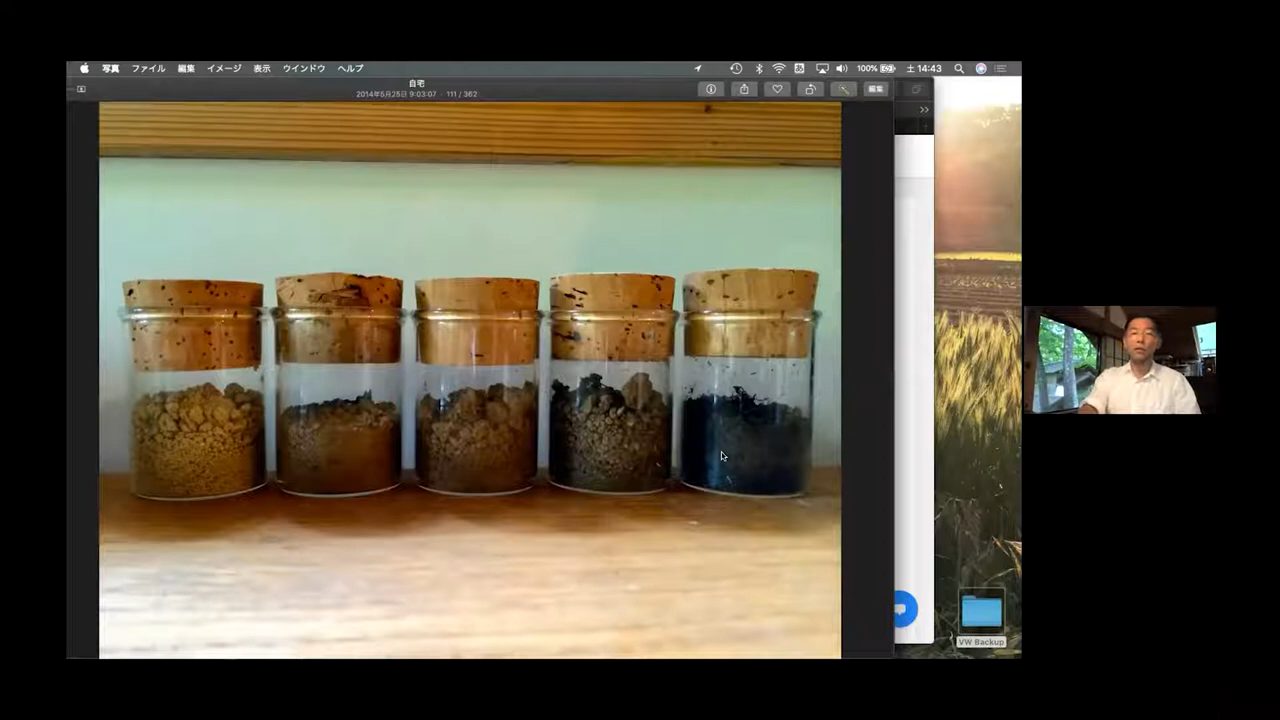 写真 ファイル 編集 イメージ 表示 ウインドウ ヘルプ
100% 土14:43
自宅
2014年5月25日 9:03:07 · 111 / 362
編集
VW Backup